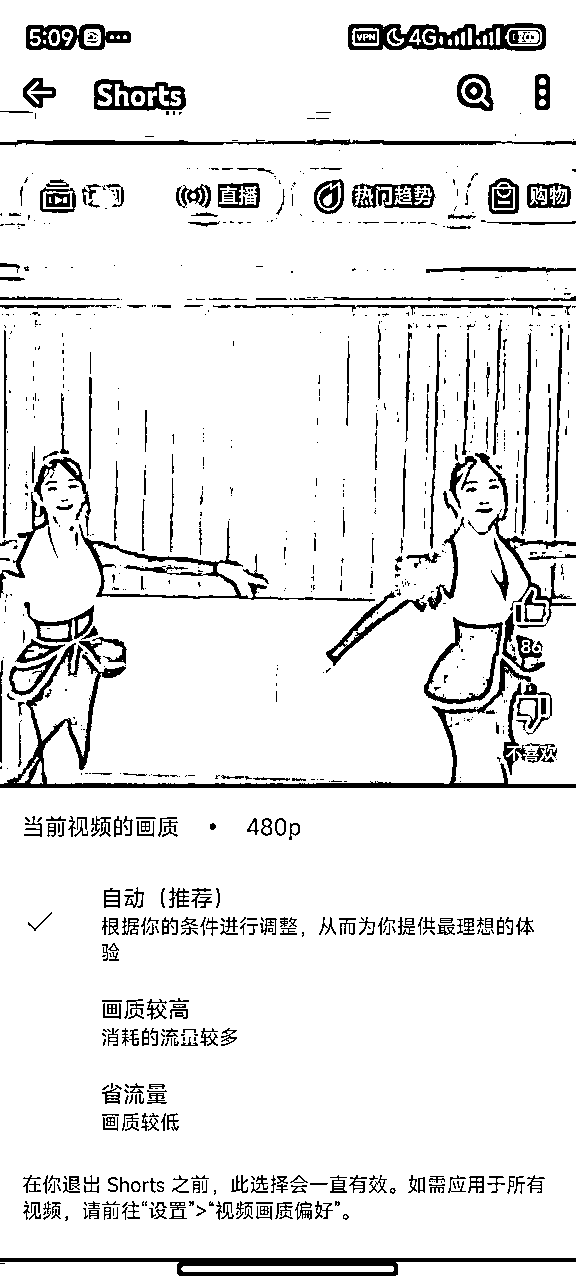 5:09
VPN 4G
Shorts
直播
热门趋势
购物
86
不喜欢
当前视频的画质 • 480p
自动（推荐）
根据你的条件进行调整，从而为你提供最理想的体
验
画质较高
消耗的流量较多
省流量
画质较低
在你退出 Shorts 之前，此选择会一直有效。如需应用于所有
视频，请前往“设置”>“视频画质偏好”。